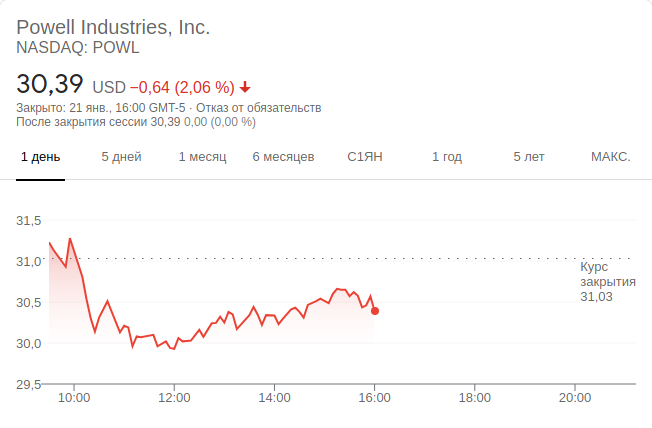 Powell Industries, Inc.
NASDAQ: POWL
30,39 USD −0,64 (2,06 %)
Закрыто: 21 янв., 16:00 GMT-5 · Отказ от обязательств
После закрытия сессии 30,39 0,00 (0,00 %)
1 день 5 дней 1 месяц 6 месяцев С1ЯН 1 год 5 лет МАКС.
31,5
31,0
Курс
закрытия
31,03
30,5
30,0
29,5
10:00 12:00 14:00 16:00 18:00 20:00